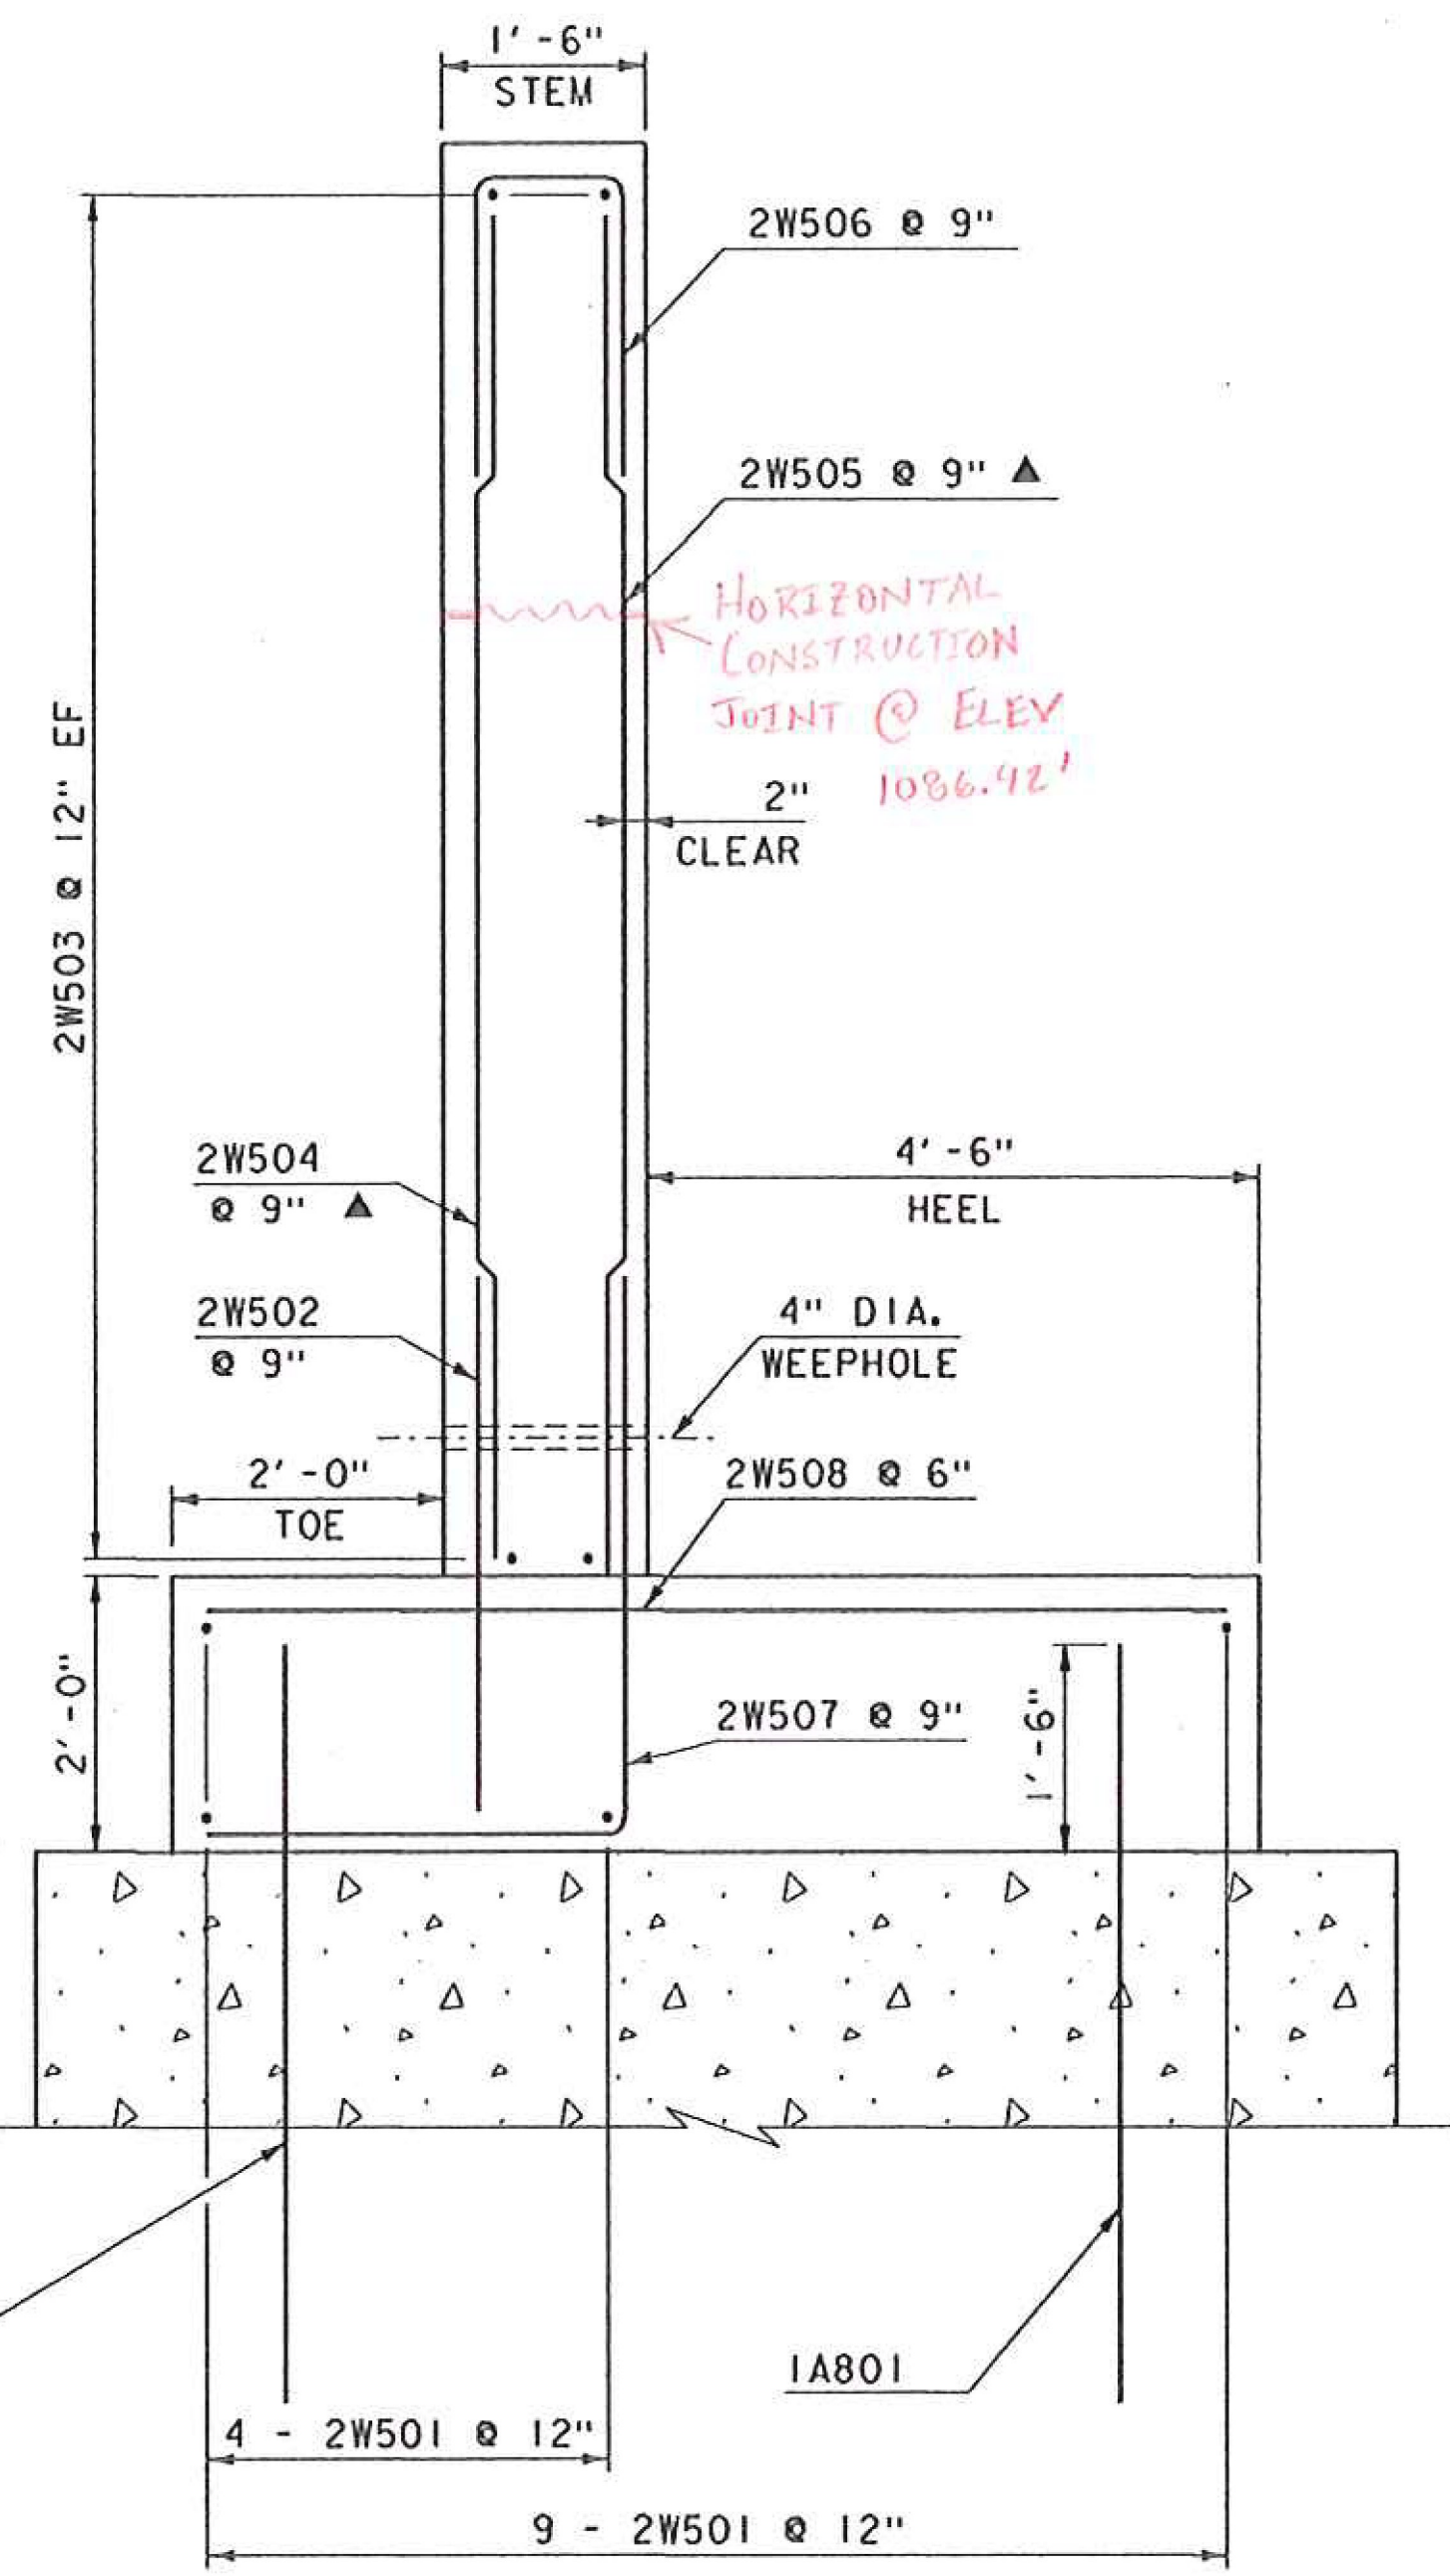 1'-6"
STEM
2W506 @ 9"
2W505 @ 9" ▲
HORIZONTAL
CONSTRUCTION
JOINT @ ELEV
1086.42'
2"
CLEAR
2W503 @ 12" EF
2W504
@ 9" ▲
4'-6"
HEEL
2W502
@ 9"
4" DIA.
WEEPHOLE
2'-0"
TOE
2W508 @ 6"
2'-0"
2W507 @ 9"
1'-6"
1A801
4 - 2W501 @ 12"
9 - 2W501 @ 12"